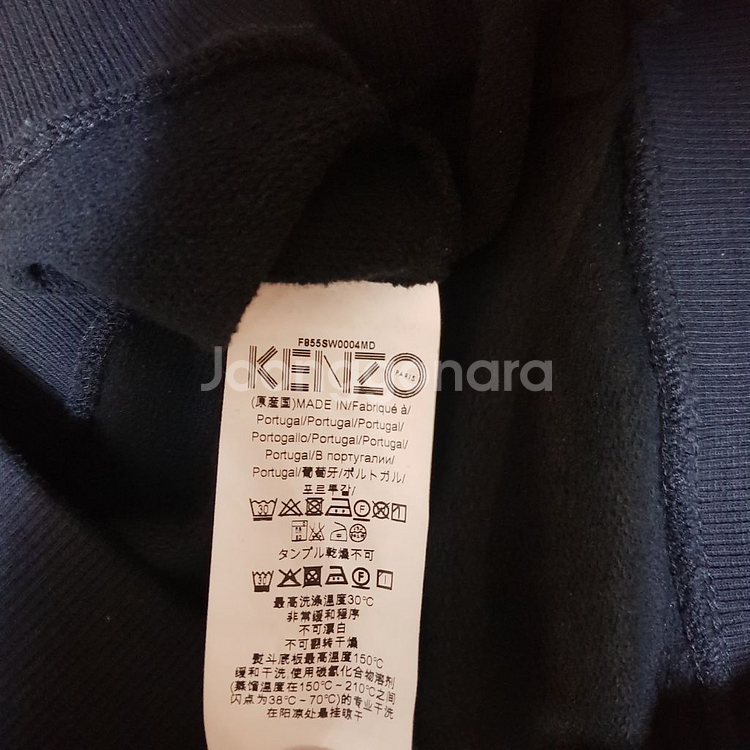 F855SW0004MD
KENZO
PARIS
(原産国)MADE IN/Fabriqué à/
Portugal/Portugal/Portugal/
Portogallo/Portugal/Portugal/
Portugal/В португалии/
Portugal/葡萄牙/ポルトガル/
포르투갈/
30
タンブル乾燥不可
最高洗涤温度30℃
非常缓和程序
不可漂白
不可翻转干燥
熨斗底板最高温度150℃
缓和干洗,使用碳氢化合物溶剂
(蒸馏温度在150℃-210℃之间
闪点为38℃-70℃)的专业干洗
在阴凉处悬挂晾干